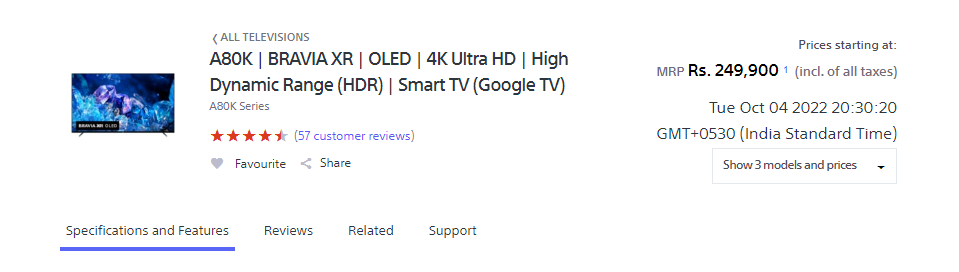 ALL TELEVISIONS
A80K | BRAVIA XR | OLED | 4K Ultra HD | High
Dynamic Range (HDR) | Smart TV (Google TV)
A80K Series
(57 customer reviews)
Favourite
Share
BRAVIA XR OLED
Prices starting at:
MRP Rs. 249,900 1 (incl. of all taxes)
Tue Oct 04 2022 20:30:20
GMT+0530 (India Standard Time)
Show 3 models and prices
Specifications and Features Reviews Related Support